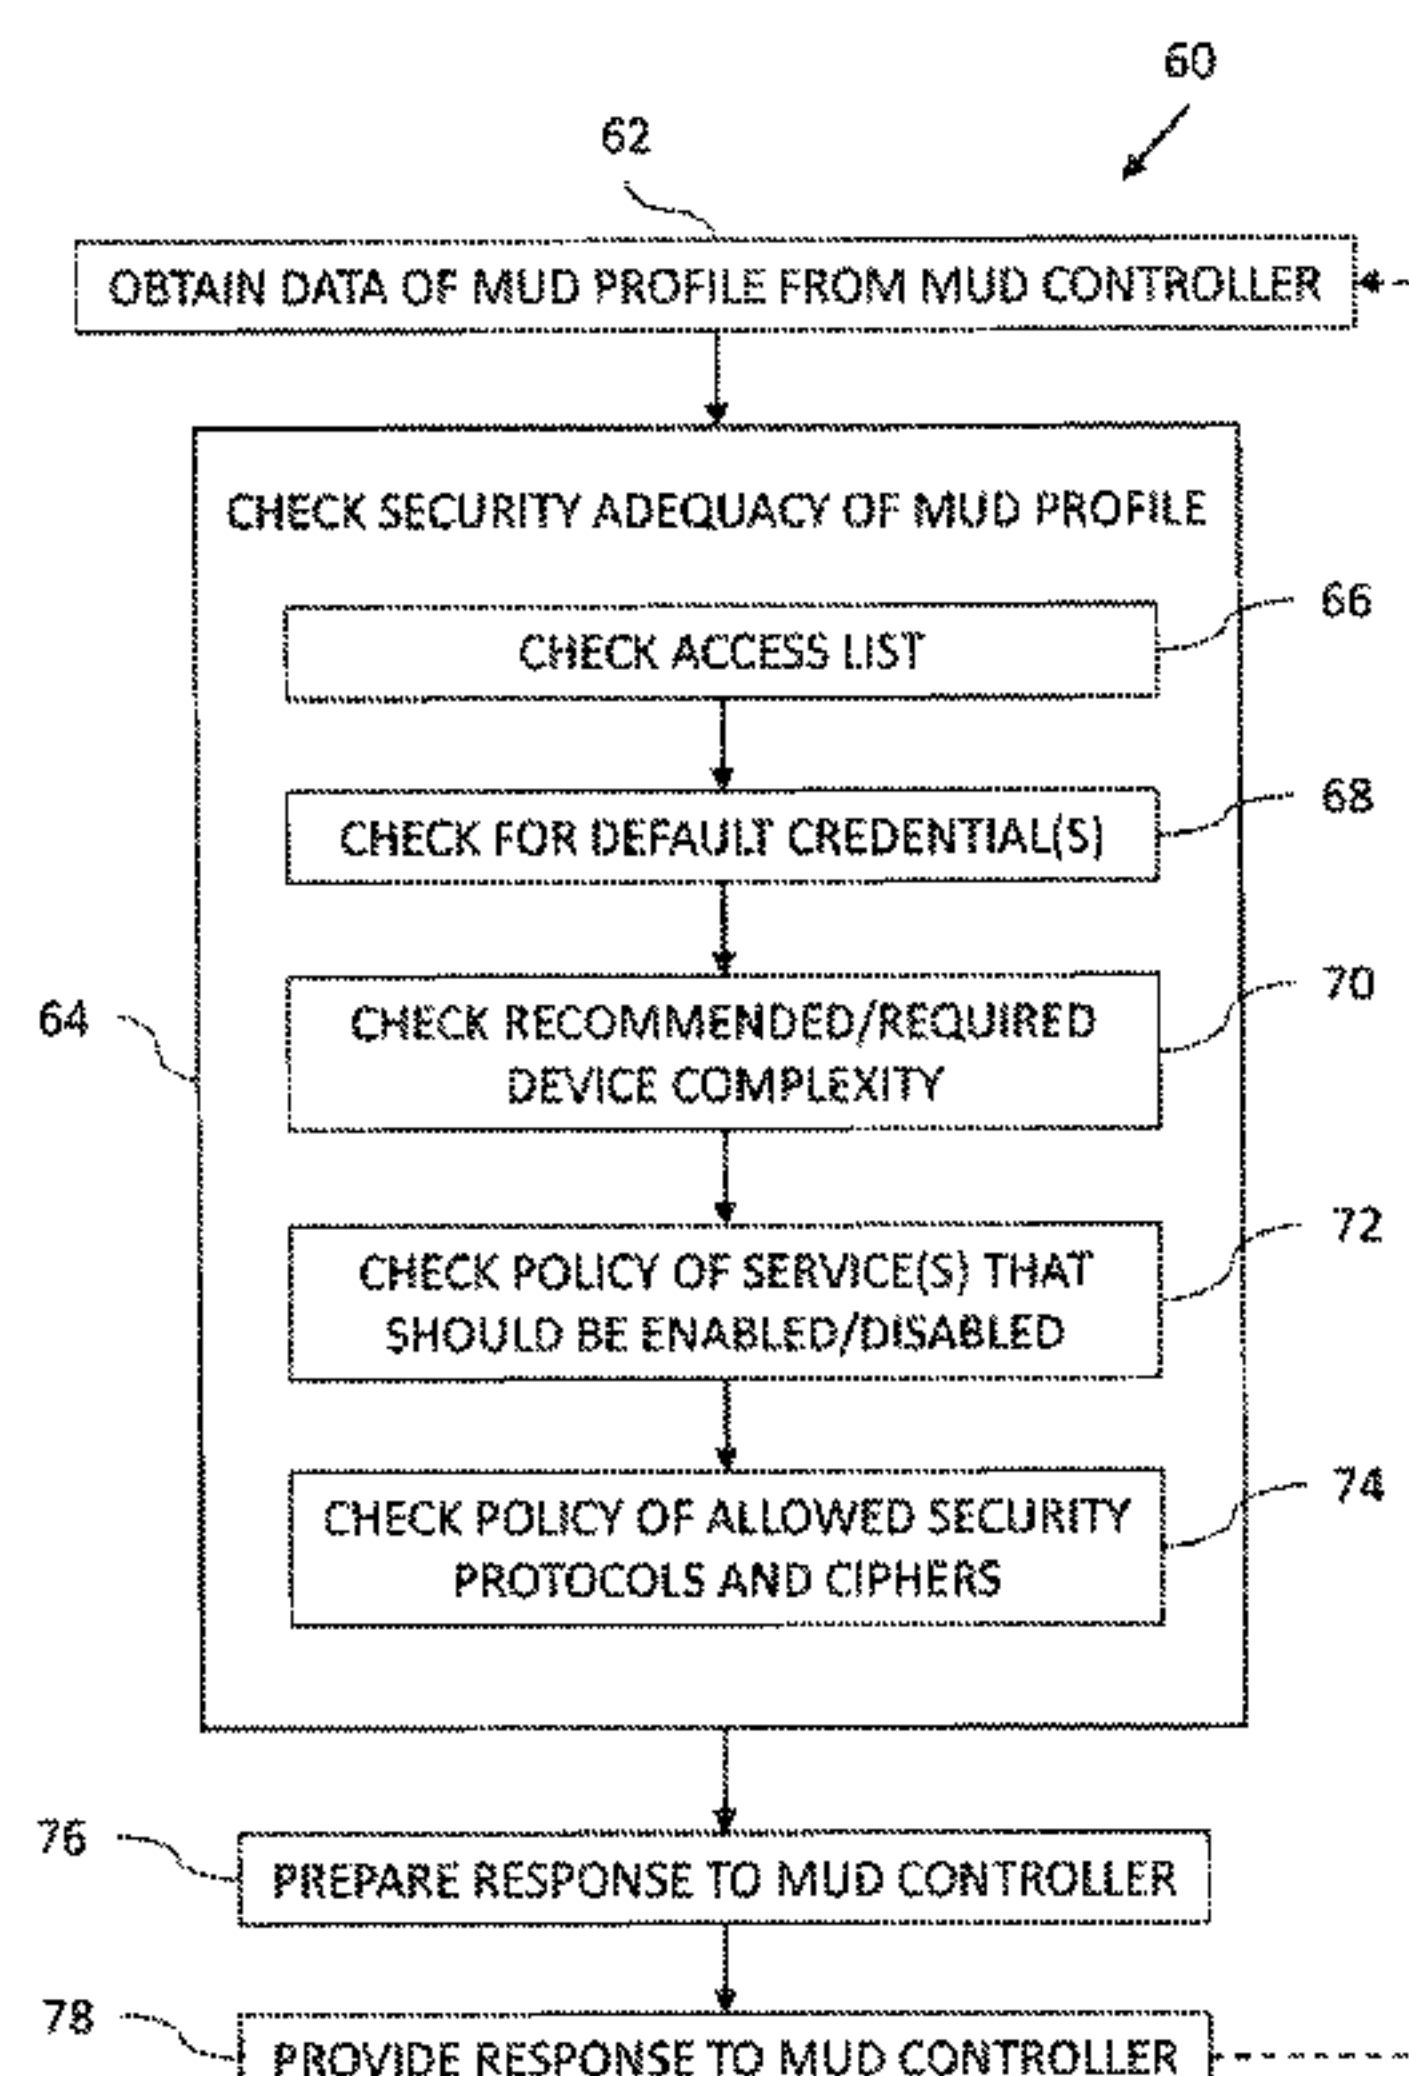 60
62
OBTAIN DATA OF MUD PROFILE FROM MUD CONTROLLER
CHECK SECURITY ADEQUACY OF MUD PROFILE
66
CHECK ACCESS LIST
68
CHECK FOR DEFAULT CREDENTIAL(S)
64
70
CHECK RECOMMENDED/REQUIRED
DEVICE COMPLEXITY
72
CHECK POLICY OF SERVICE(S) THAT
SHOULD BE ENABLED/DISABLED
74
CHECK POLICY OF ALLOWED SECURITY
PROTOCOLS AND CIPHERS
76
PREPARE RESPONSE TO MUD CONTROLLER
78
PROVIDE RESPONSE TO MUD CONTROLLER